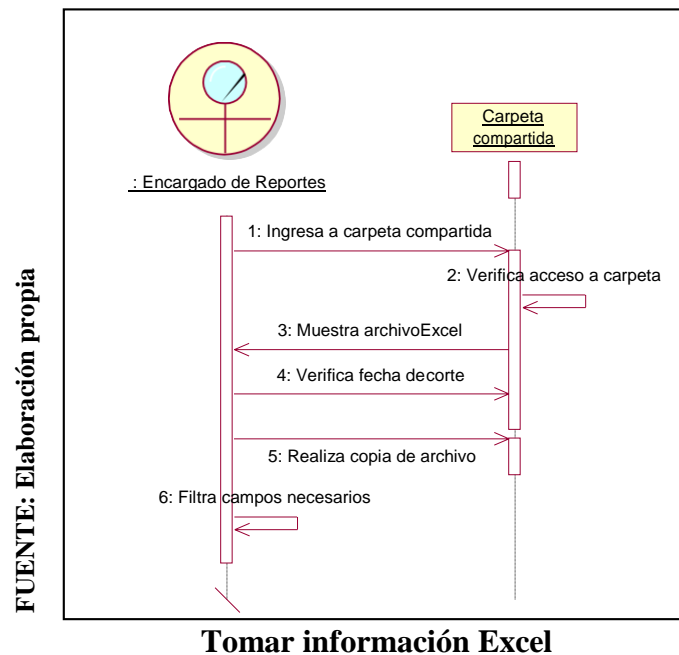 Carpeta
compartida
: Encargado de Reportes
1: Ingresa a carpeta compartida
2: Verifica acceso a carpeta
3: Muestra archivoExcel
4: Verifica fecha decorte
5: Realiza copia de archivo
6: Filtra campos necesarios
FUENTE: Elaboración propia
Tomar información Excel